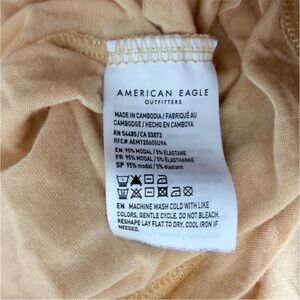 AMERICAN EAGLE
OUTFITTERS
MADE IN CAMBODIA / FABRIQUÉ AU
CAMBODGE / HECHO EN CAMBOYA
RN 54485/CA 03873
RFC# AEM120605U9A
EN 95% MODAL / 5% ELASTANE
FR 95% MODAL / 5% ÉLASTHANNE
SP 95% modal / 5% elastano
EN MACHINE WASH COLD WITH LIKE
COLORS, GENTLE CYCLE. DO NOT BLEACH.
RESHAPE LAY FLAT TO DRY. COOL IRON IF
NEEDED.